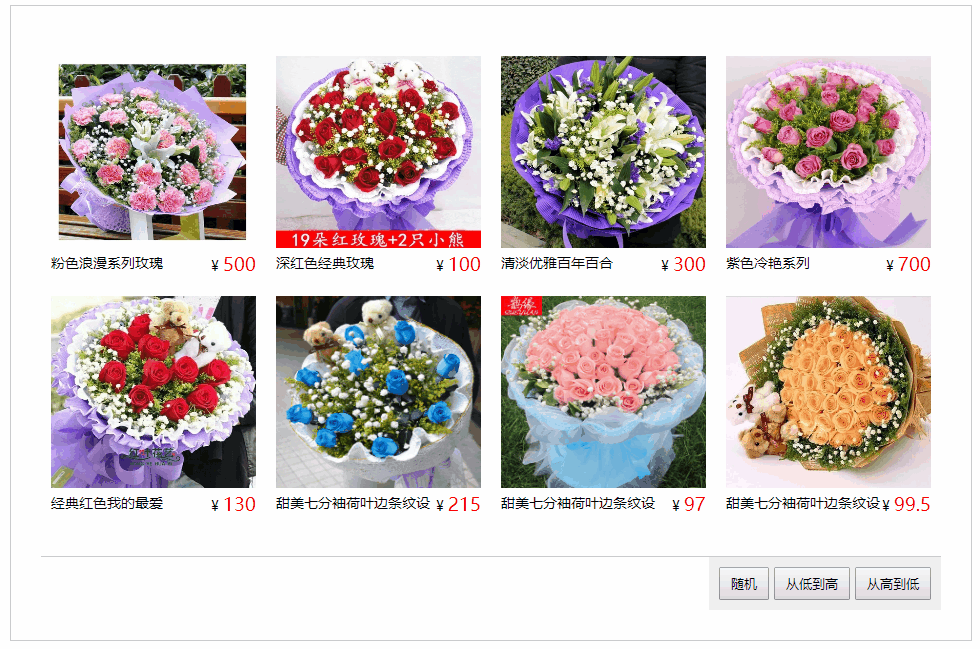 19朵红玫瑰+2只小熊
粉色浪漫系列玫瑰 ¥ 500
深红色经典玫瑰 ¥ 100
清淡优雅百年百合 ¥ 300
紫色冷艳系列 ¥ 700
经典红色我的最爱 ¥ 130
甜美七分袖荷叶边条纹设 ¥ 215
甜美七分袖荷叶边条纹设 ¥ 97
甜美七分袖荷叶边条纹设 ¥ 99.5
随机
从低到高
从高到低